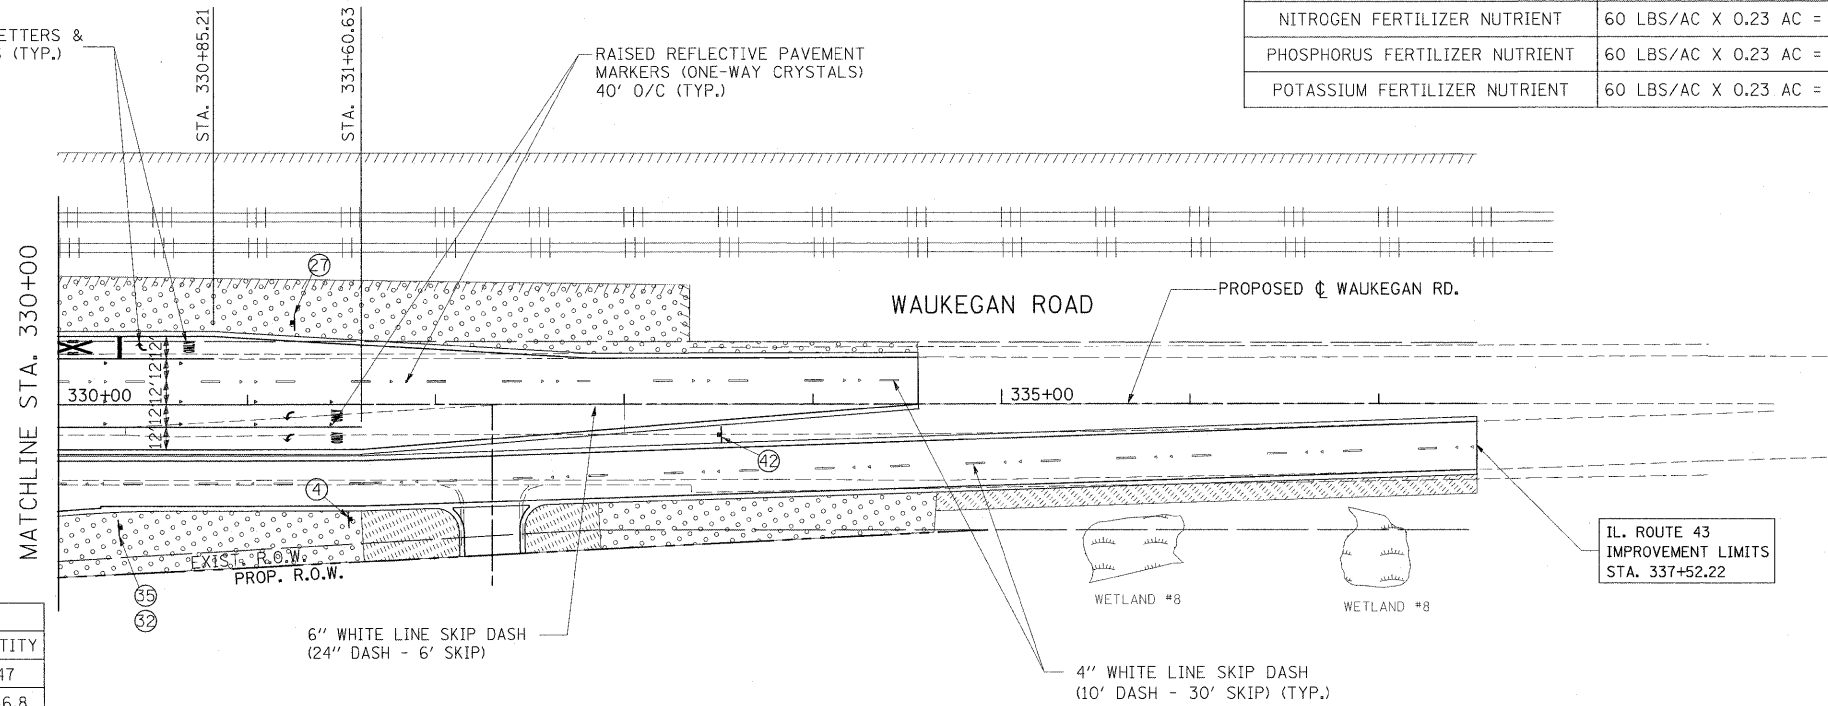 ETTERS &
(TYP.)
STA. 330+85.21
STA. 331+60.63
RAISED REFLECTIVE PAVEMENT
MARKERS (ONE-WAY CRYSTALS)
40' O/C (TYP.)
NITROGEN FERTILIZER NUTRIENT 60 LBS/AC X 0.23 AC =
PHOSPHORUS FERTILIZER NUTRIENT 60 LBS/AC X 0.23 AC =
POTASSIUM FERTILIZER NUTRIENT 60 LBS/AC X 0.23 AC =
MATCHLINE STA. 330+00
27
WAUKEGAN ROAD
PROPOSED ℄ WAUKEGAN RD.
12' 12' 12' 12' 12'
330+00
335+00
42
4
EXIST. R.O.W.
PROP. R.O.W.
35
32
WETLAND #8
WETLAND #8
IL. ROUTE 43
IMPROVEMENT LIMITS
STA. 337+52.22
6" WHITE LINE SKIP DASH
(24" DASH - 6' SKIP)
4" WHITE LINE SKIP DASH
(10' DASH - 30' SKIP) (TYP.)
TITY
47
6.8